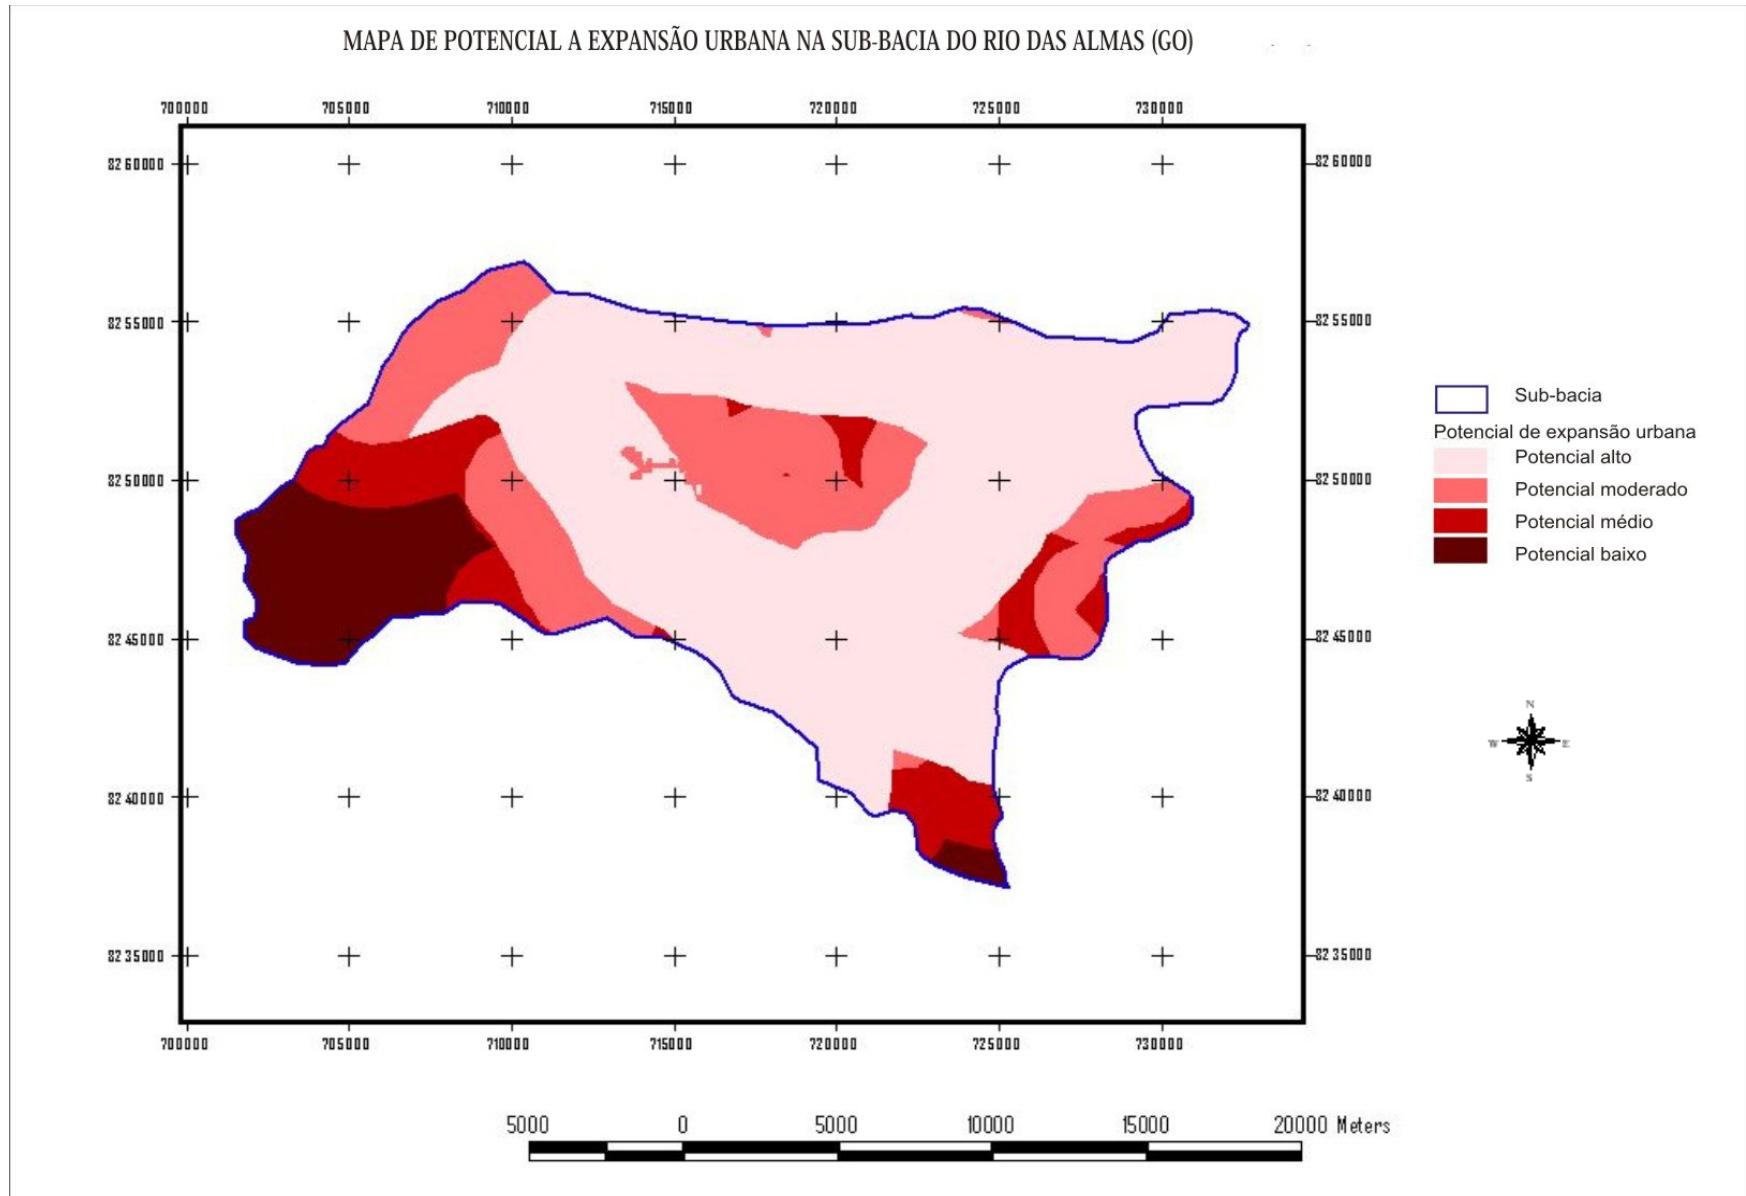 MAPA DE POTENCIAL A EXPANSÃO URBANA NA SUB-BACIA DO RIO DAS ALMAS (GO)
700000 705000 710000 715000 720000 725000 730000
8260000 8260000
8255000 8255000
8250000 8250000
8245000 8245000
8240000 8240000
8235000 8235000
700000 705000 710000 715000 720000 725000 730000
Sub-bacia
Potencial de expansão urbana
Potencial alto
Potencial moderado
Potencial médio
Potencial baixo
N
W E
S
5000 0 5000 10000 15000 20000 Meters